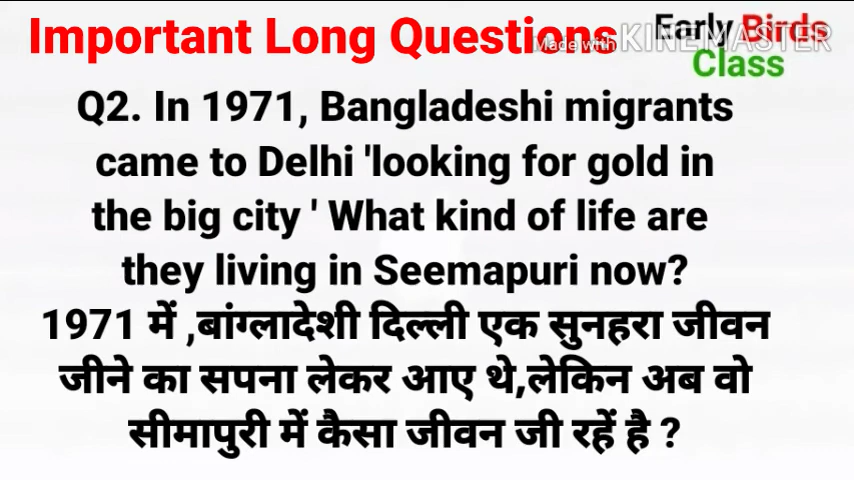 Important Long Questions
Early Birds
Made with KINEMASTER
Class
Q2. In 1971, Bangladeshi migrants
came to Delhi 'looking for gold in
the big city ' What kind of life are
they living in Seemapuri now?
1971 में ,बांग्लादेशी दिल्ली एक सुनहरा जीवन
जीने का सपना लेकर आए थे,लेकिन अब वो
सीमापुरी में कैसा जीवन जी रहें है ?